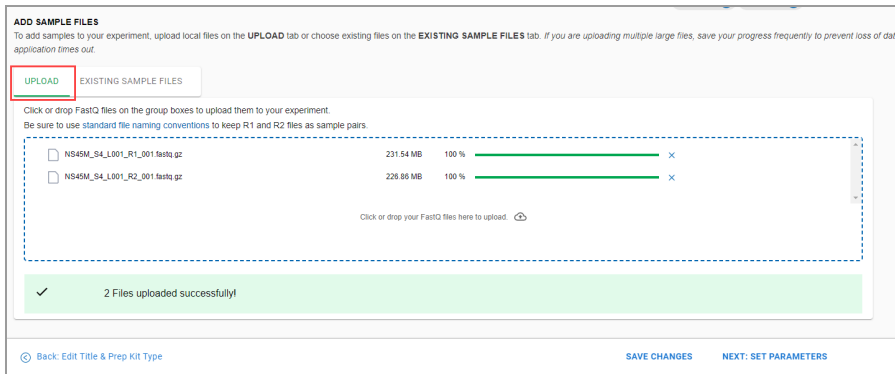 ADD SAMPLE FILES
To add samples to your experiment, upload local files on the UPLOAD tab or choose existing files on the EXISTING SAMPLE FILES tab. If you are uploading multiple large files, save your progress frequently to prevent loss of dat
application times out.
UPLOAD EXISTING SAMPLE FILES
Click or drop FastQ files on the group boxes to upload them to your experiment.
Be sure to use standard file naming conventions to keep R1 and R2 files as sample pairs.
NS45M_S4_L001_R1_001.fastq.gz 231.54 MB 100 %
NS45M_S4_L001_R2_001.fastq.gz 226.86 MB 100 %
Click or drop your FastQ files here to upload.
2 Files uploaded successfully!
Back: Edit Title & Prep Kit Type SAVE CHANGES NEXT: SET PARAMETERS